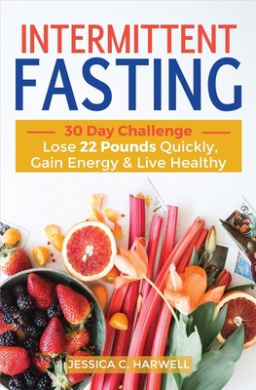 INTERMITTENT
FASTING
30 Day Challenge
Lose 22 Pounds Quickly,
Gain Energy & Live Healthy
JESSICA C. HARWELL